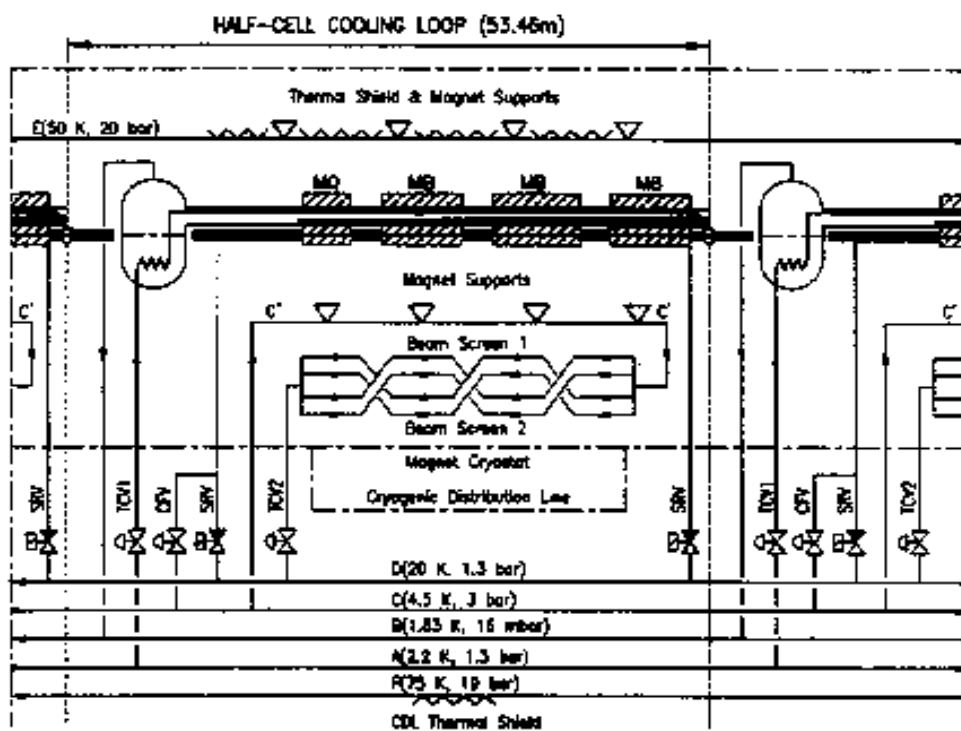 HALF-CELL COOLING LOOP (53.46m)
Thermal Shield & Magnet Supports
E(50 K, 20 bar)
MQ MB MB MB
Magnet Supports
C' C' C'
C'
Beam Screen 1
Beam Screen 2
Magnet Cryostat
Cryogenic Distribution Line
SRV TCV1 CFV SRV TCV2 SRV TCV1 CFV SRV TCV2
D(20 K, 1.3 bar)
C(4.5 K, 3 bar)
B(1.83 K, 16 mbar)
A(2.2 K, 1.3 bar)
F(75 K, 19 bar)
CDL Thermal Shield